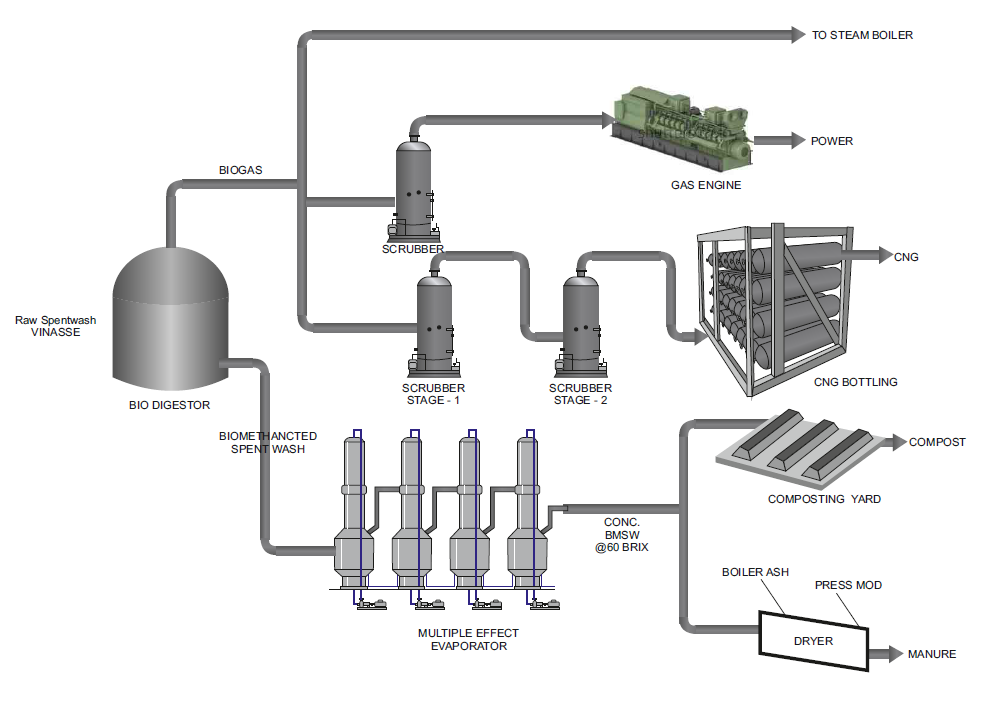 TO STEAM BOILER
POWER
BIOGAS
GAS ENGINE
SCRUBBER
CNG
Raw Spentwash
VINASSE
CNG BOTTLING
SCRUBBER
STAGE - 1
SCRUBBER
STAGE - 2
BIO DIGESTOR
BIOMETHANCTED
SPENT WASH
COMPOST
COMPOSTING YARD
CONC.
BMSW
@60 BRIX
BOILER ASH
PRESS MOD
MULTIPLE EFFECT
EVAPORATOR
DRYER
MANURE